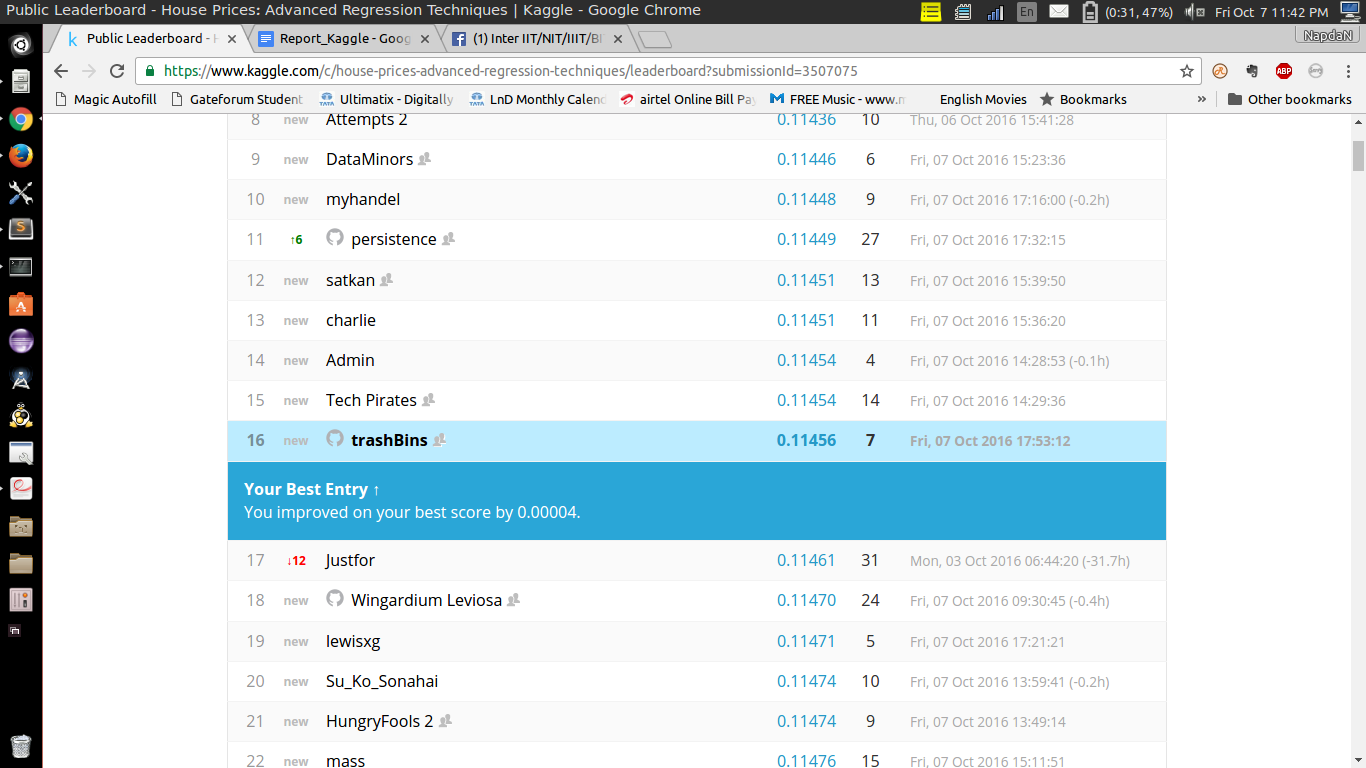 Public Leaderboard - House Prices: Advanced Regression Techniques | Kaggle - Google Chrome En (0:31, 47%) Fri Oct 7 11:42 PM
Public Leaderboard - H Report_Kaggle - Goog (1) Inter IIT/NIT/IIIT/BI NapdaN
https://www.kaggle.com/c/house-prices-advanced-regression-techniques/leaderboard?submissionId=3507075 ABP
Magic Autofill Gateforum Student Ultimatix - Digitally LnD Monthly Calend airtel Online Bill Pay FREE Music - www.m English Movies Bookmarks » Other bookmarks
8 new Attempts 2 0.11436 10 Thu, 06 Oct 2016 15:41:28
9 new DataMinors 0.11446 6 Fri, 07 Oct 2016 15:23:36
10 new myhandel 0.11448 9 Fri, 07 Oct 2016 17:16:00 (-0.2h)
11 ↑6 persistence 0.11449 27 Fri, 07 Oct 2016 17:32:15
12 new satkan 0.11451 13 Fri, 07 Oct 2016 15:39:50
13 new charlie 0.11451 11 Fri, 07 Oct 2016 15:36:20
14 new Admin 0.11454 4 Fri, 07 Oct 2016 14:28:53 (-0.1h)
15 new Tech Pirates 0.11454 14 Fri, 07 Oct 2016 14:29:36
16 new trashBins 0.11456 7 Fri, 07 Oct 2016 17:53:12
Your Best Entry ↑
You improved on your best score by 0.00004.
17 ↓12 Justfor 0.11461 31 Mon, 03 Oct 2016 06:44:20 (-31.7h)
18 new Wingardium Leviosa 0.11470 24 Fri, 07 Oct 2016 09:30:45 (-0.4h)
19 new lewisxg 0.11471 5 Fri, 07 Oct 2016 17:21:21
20 new Su_Ko_Sonahai 0.11474 10 Fri, 07 Oct 2016 13:59:41 (-0.2h)
21 new HungryFools 2 0.11474 9 Fri, 07 Oct 2016 13:49:14
22 new mass 0.11476 15 Fri, 07 Oct 2016 15:11:51